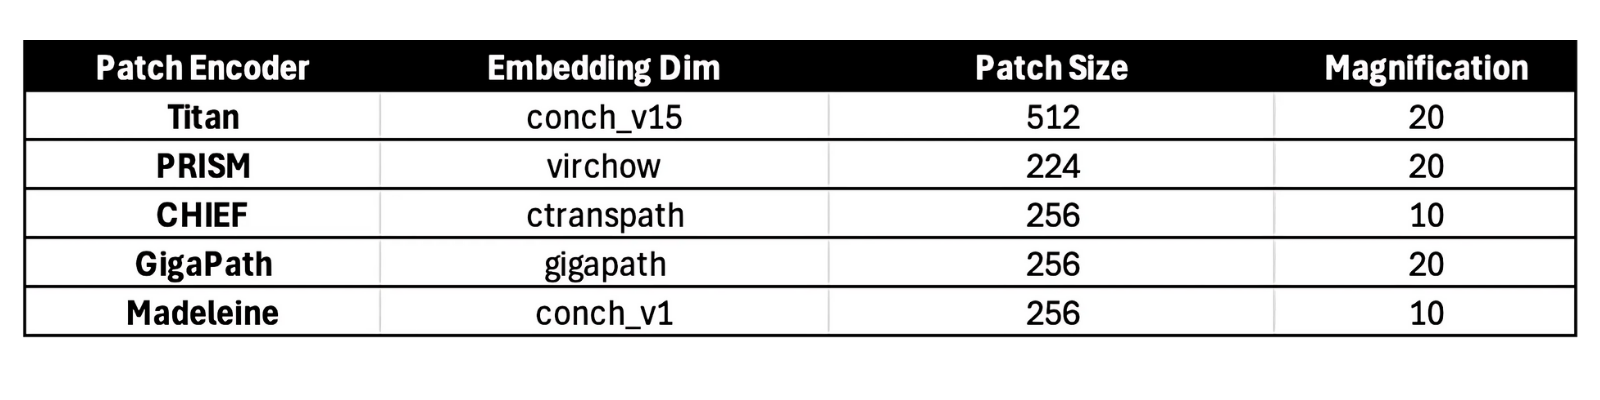 Patch Encoder Embedding Dim Patch Size Magnification
Titan conch_v15 512 20
PRISM virchow 224 20
CHIEF ctranspath 256 10
GigaPath gigapath 256 20
Madeleine conch_v1 256 10